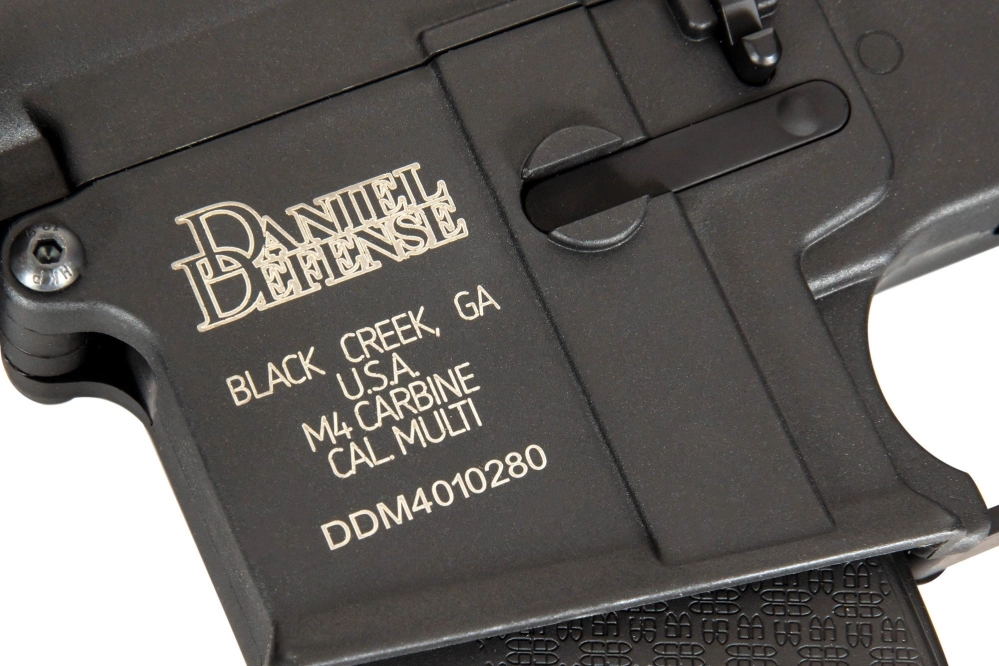 DANIEL
DEFENSE
BLACK CREEK, GA
U.S.A.
M4 CARBINE
CAL. MULTI
DDM4010280